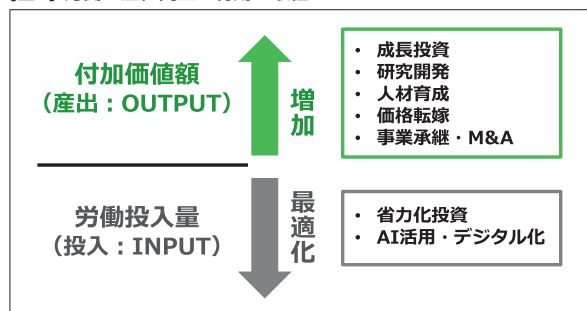 付加価値額
（産出：OUTPUT）
増加
・ 成長投資
・ 研究開発
・ 人材育成
・ 価格転嫁
・ 事業承継・M&A
労働投入量
（投入：INPUT）
最適化
・ 省力化投資
・ AI活用・デジタル化